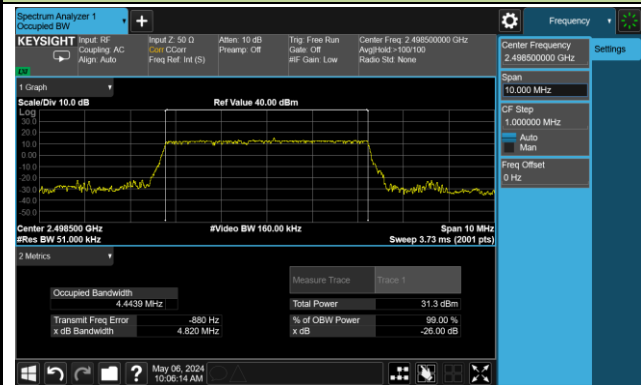 Spectrum Analyzer 1
Occupied BW
+
Frequency
KEYSIGHT
Input: RF
Coupling: AC
Align: Auto
Input Z: 50 Ω
Corr CCorr
Freq Ref: Int (S)
Atten: 10 dB
Preamp: Off
Trig: Free Run
Gate: Off
#IF Gain: Low
Center Freq: 2.498500000 GHz
Avg|Hold:>100/100
Radio Std: None
Center Frequency
2.498500000 GHz
Settings
Span
10.000 MHz
CF Step
1.000000 MHz
Auto
Man
Freq Offset
0 Hz
1 Graph
Scale/Div 10.0 dB
Ref Value 40.00 dBm
Log
30.0
20.0
10.0
0.00
-10.0
-20.0
-30.0
-40.0
-50.0
Center 2.498500 GHz
#Video BW 160.00 kHz
Span 10 MHz
#Res BW 51.000 kHz
Sweep 3.73 ms (2001 pts)
2 Metrics
Measure Trace
Trace 1
Occupied Bandwidth
4.4439 MHz
Total Power
31.3 dBm
Transmit Freq Error
-880 Hz
% of OBW Power
99.00 %
x dB Bandwidth
4.820 MHz
x dB
-26.00 dB
?
May 06, 2024
10:06:14 AM